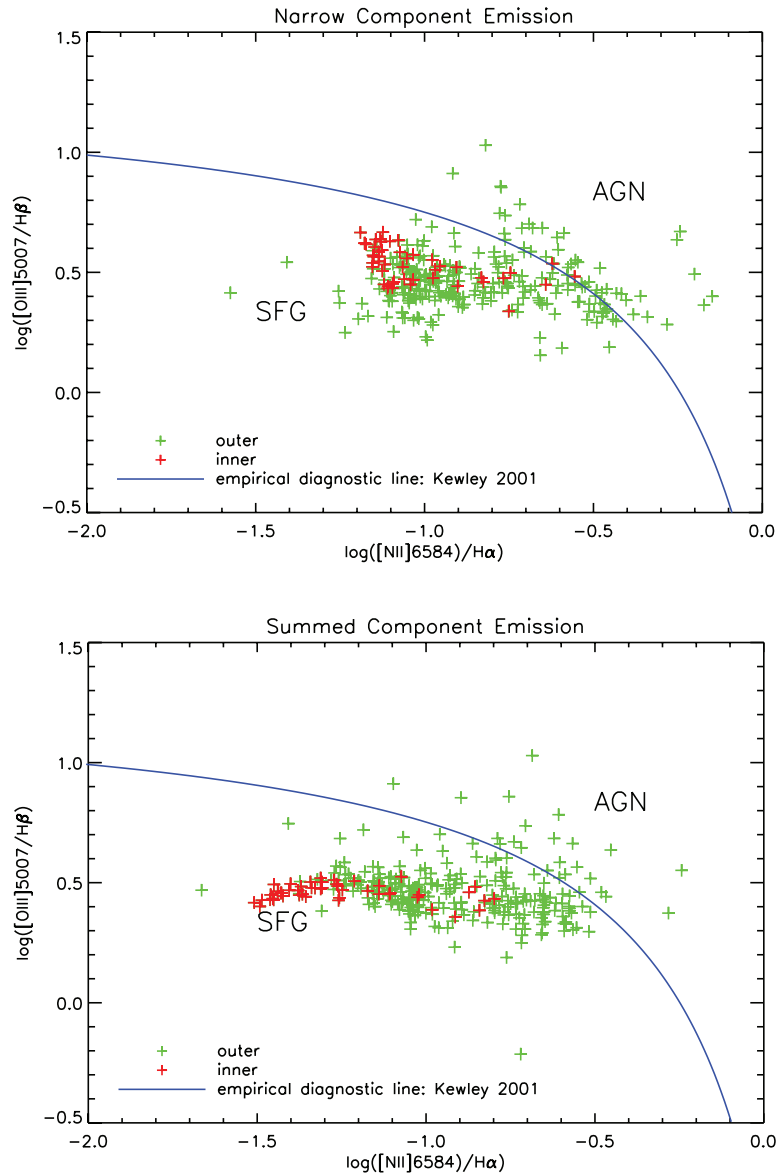 Narrow Component Emission
1.5
1.0
0.5
0.0
-0.5
log([OIII]5007/Hβ)
AGN
SFG
outer
inner
empirical diagnostic line: Kewley 2001
-2.0 -1.5 -1.0 -0.5 0.0
log([NII]6584)/Hα)
Summed Component Emission
1.5
1.0
0.5
0.0
-0.5
log([OIII]5007/Hβ)
AGN
SFG
outer
inner
empirical diagnostic line: Kewley 2001
-2.0 -1.5 -1.0 -0.5 0.0
log([NII]6584)/Hα)